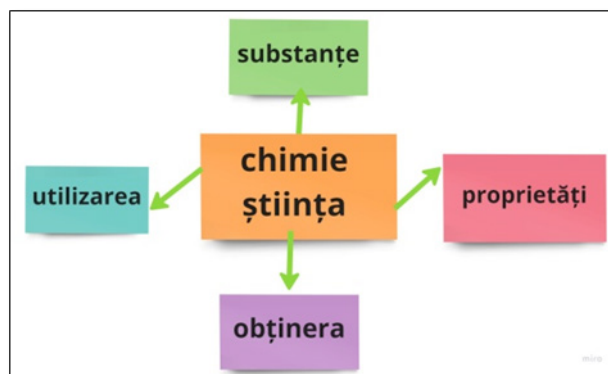 substanțe
chimie
știința
utilizarea
proprietăți
obținera
miro